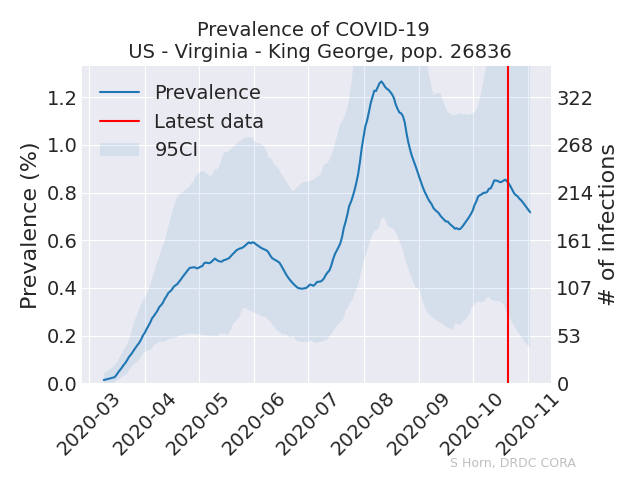 Prevalence of COVID-19
US - Virginia - King George, pop. 26836
Prevalence (%)
1.2
1.0
0.8
0.6
0.4
0.2
0.0
Prevalence
Latest data
95CI
322
268
214
161
107
53
0
# of infections
2020-03
2020-04
2020-05
2020-06
2020-07
2020-08
2020-09
2020-10
2020-11
S Horn, DRDC CORA